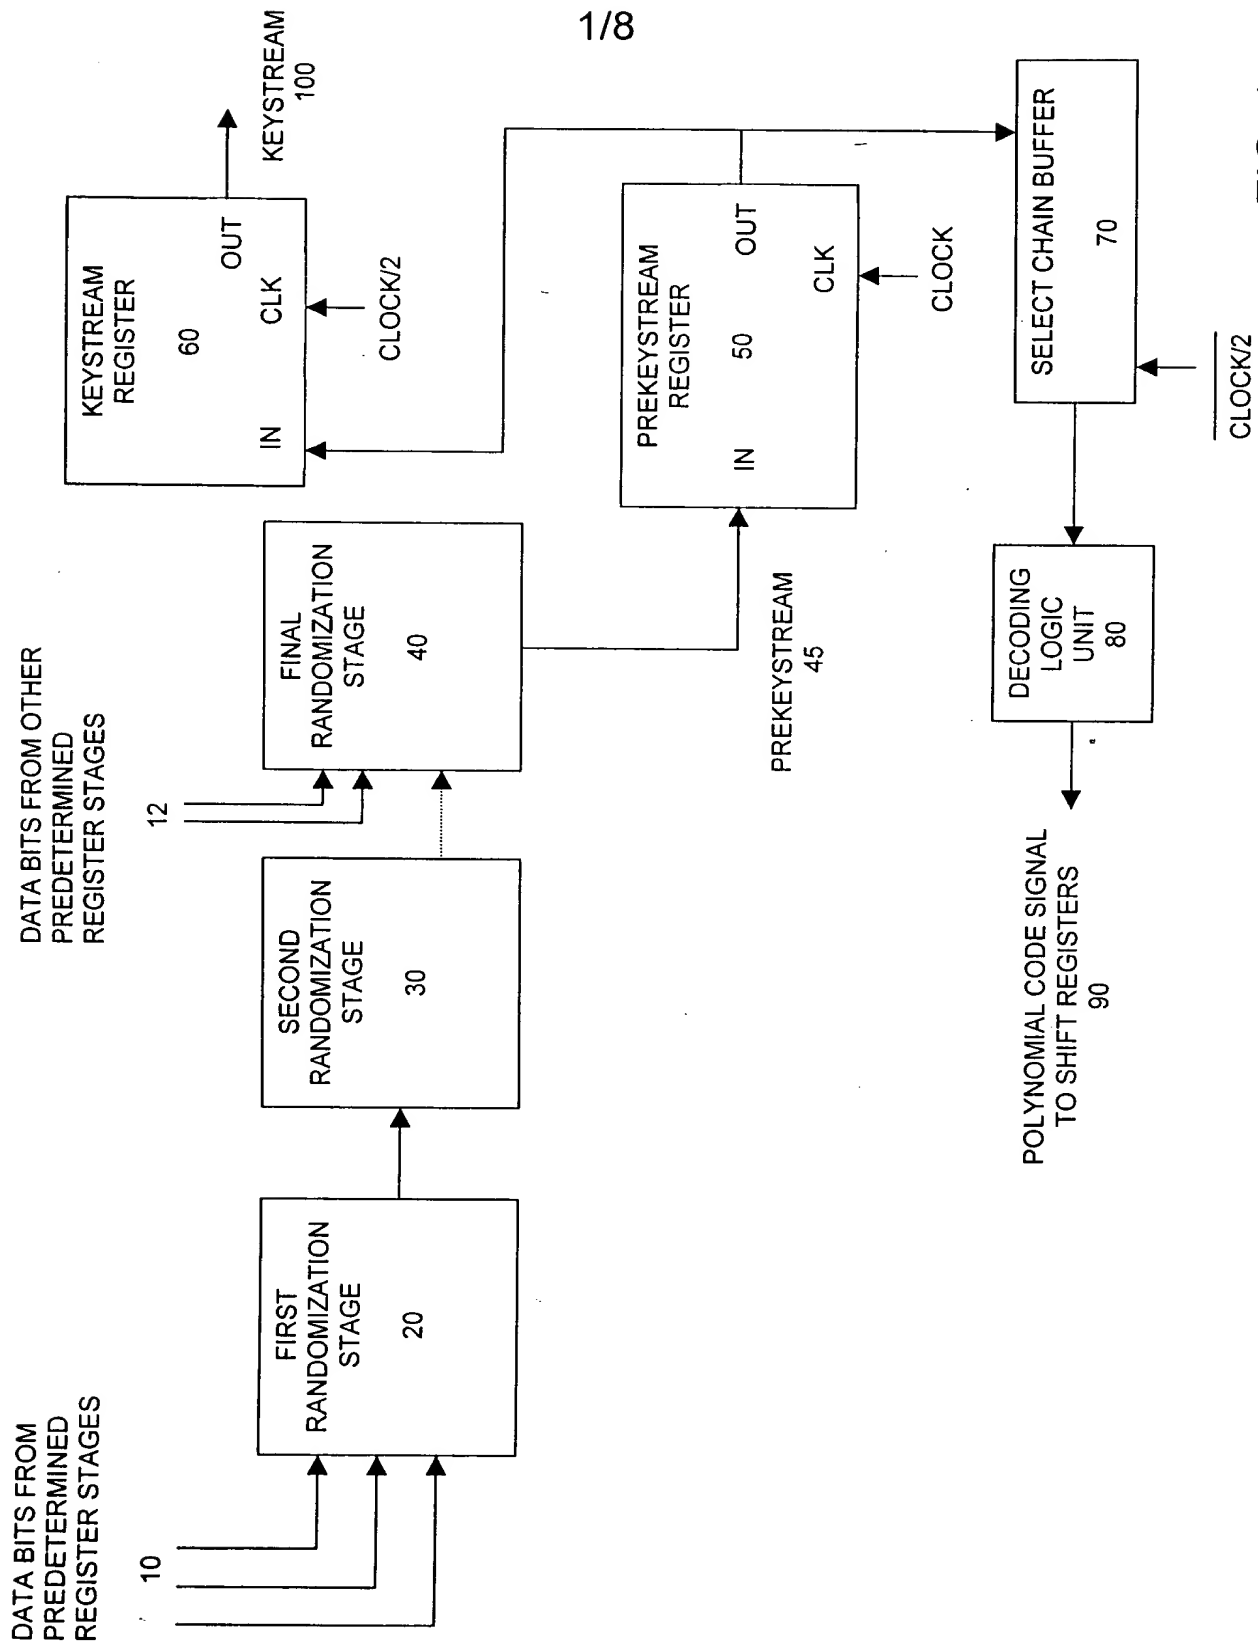 1/8
DATA BITS FROM
PREDETERMINED
REGISTER STAGES
10
FIRST
RANDOMIZATION
STAGE
20
SECOND
RANDOMIZATION
STAGE
30
DATA BITS FROM OTHER
PREDETERMINED
REGISTER STAGES
12
FINAL
RANDOMIZATION
STAGE
40
PREKEYSTREAM
45
KEYSTREAM
REGISTER
60
IN
CLK
OUT
CLOCK/2
KEYSTREAM
100
PREKEYSTREAM
REGISTER
50
IN
OUT
CLK
CLOCK
SELECT CHAIN BUFFER
70
CLOCK/2
DECODING
LOGIC
UNIT
80
POLYNOMIAL CODE SIGNAL
TO SHIFT REGISTERS
90